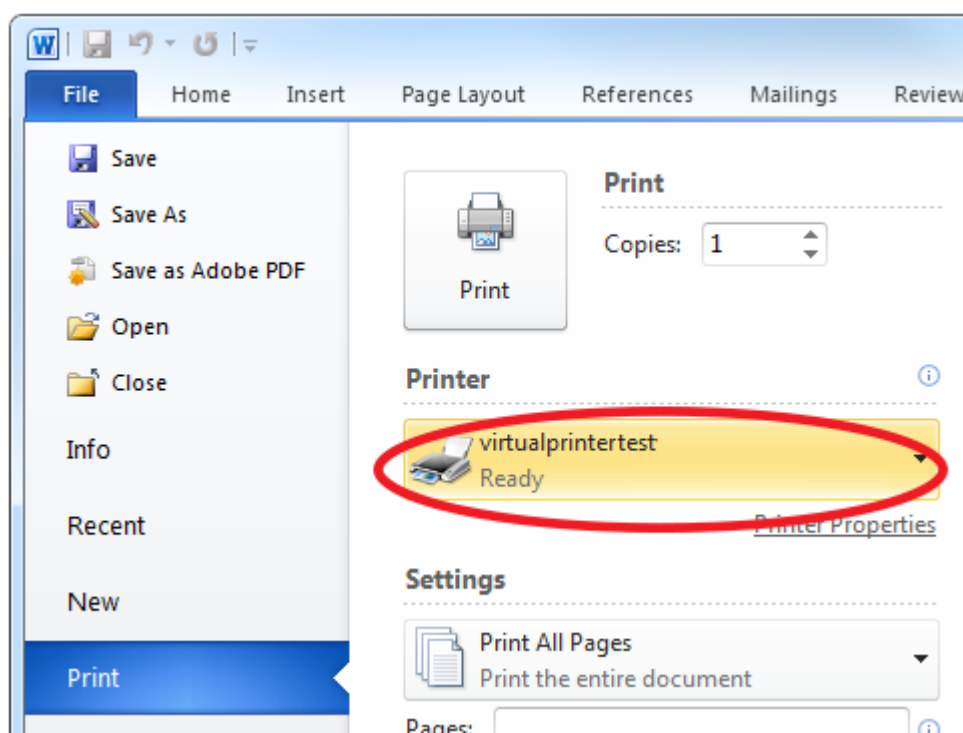 W
File Home Insert Page Layout References Mailings Review
Save
Save As
Save as Adobe PDF
Open
Close
Info
Recent
New
Print
Print
Print
Copies: 1
Printer
virtualprintertest
Ready
Printer Properties
Settings
Print All Pages
Print the entire document
Pages: